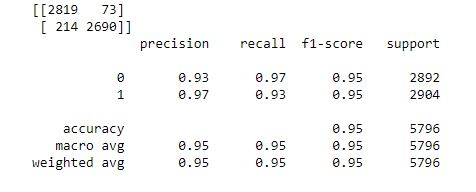 [[2819 73]
[ 214 2690]]
precision recall f1-score support
0 0.93 0.97 0.95 2892
1 0.97 0.93 0.95 2904
accuracy 0.95 5796
macro avg 0.95 0.95 0.95 5796
weighted avg 0.95 0.95 0.95 5796